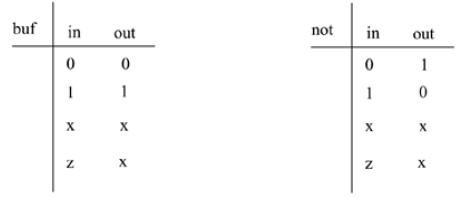 buf in out not in out
0 0 0 1
1 1 1 0
x x x x
z x z x